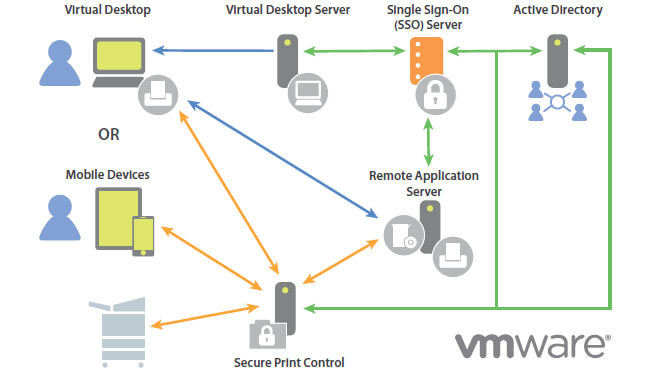 Virtual Desktop
Virtual Desktop Server
Single Sign-On
(SSO) Server
Active Directory
OR
Mobile Devices
Remote Application
Server
Secure Print Control
vmware®